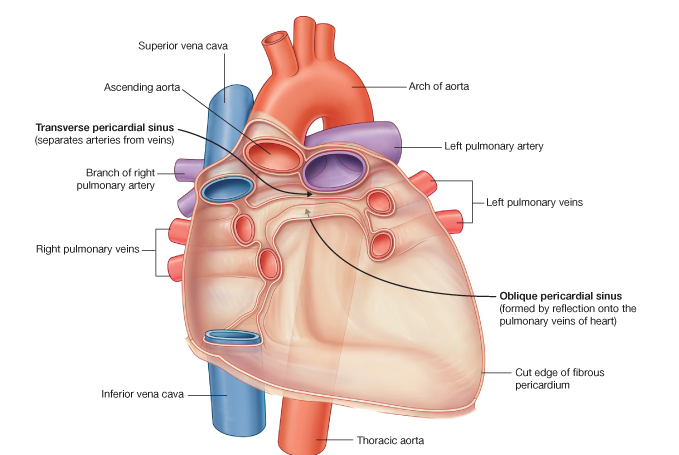 Superior vena cava
Ascending aorta
Arch of aorta
Transverse pericardial sinus
(separates arteries from veins)
Left pulmonary artery
Branch of right
pulmonary artery
Left pulmonary veins
Right pulmonary veins
Oblique pericardial sinus
(formed by reflection onto the
pulmonary veins of heart)
Cut edge of fibrous
pericardium
Inferior vena cava
Thoracic aorta